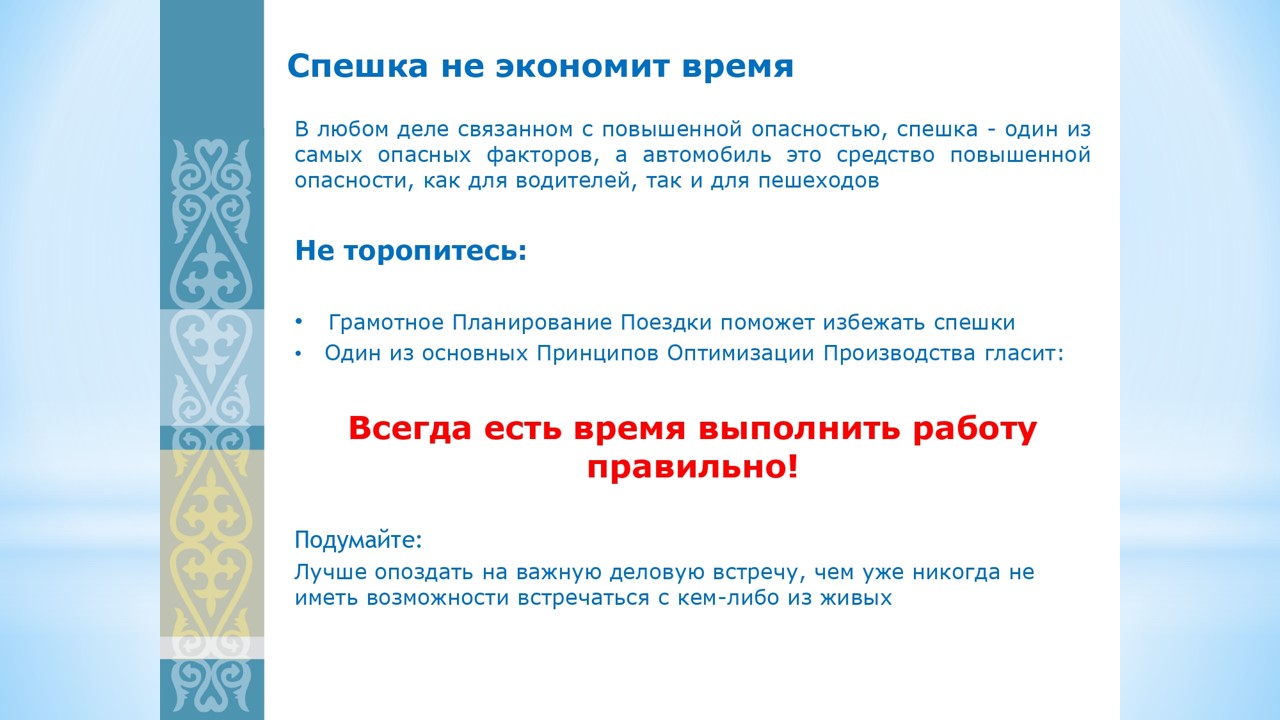 Спешка не экономит время
В любом деле связанном с повышенной опасностью, спешка - один из
самых опасных факторов, а автомобиль это средство повышенной
опасности, как для водителей, так и для пешеходов
Не торопитесь:
• Грамотное Планирование Поездки поможет избежать спешки
• Один из основных Принципов Оптимизации Производства гласит:
Всегда есть время выполнить работу
правильно!
Подумайте:
Лучше опоздать на важную деловую встречу, чем уже никогда не
иметь возможности встречаться с кем-либо из живых